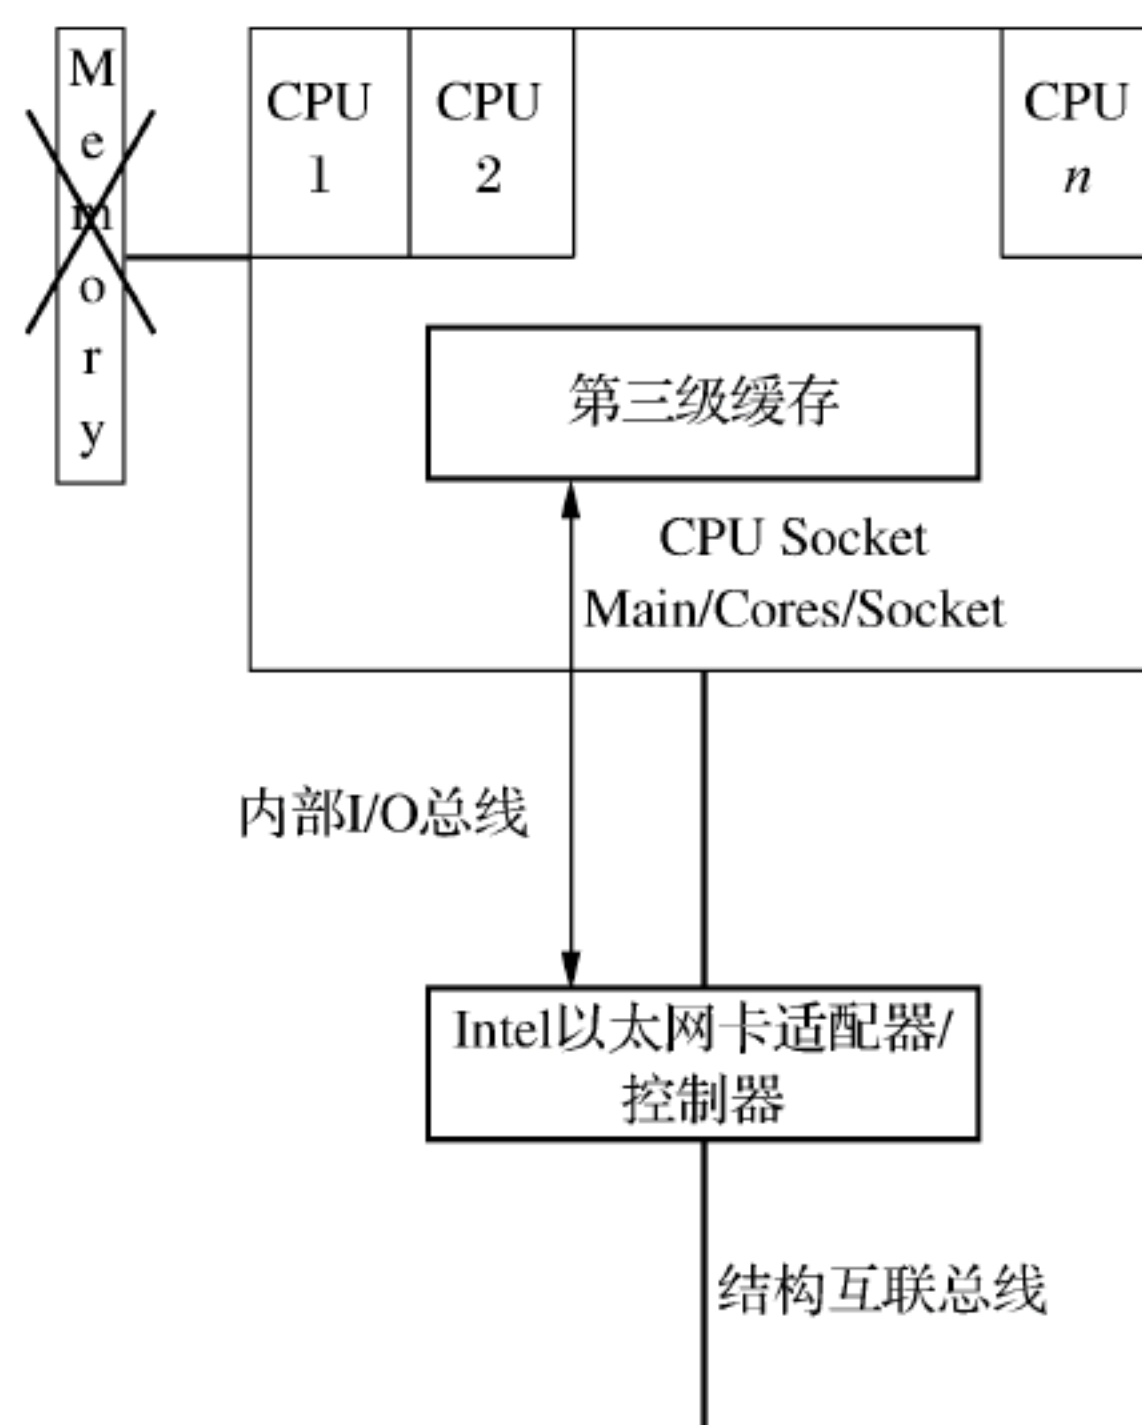 Memory
CPU
1
CPU
2
CPU
n
第三级缓存
CPU Socket
Main/Cores/Socket
内部I/O总线
Intel以太网卡适配器/
控制器
结构互联总线